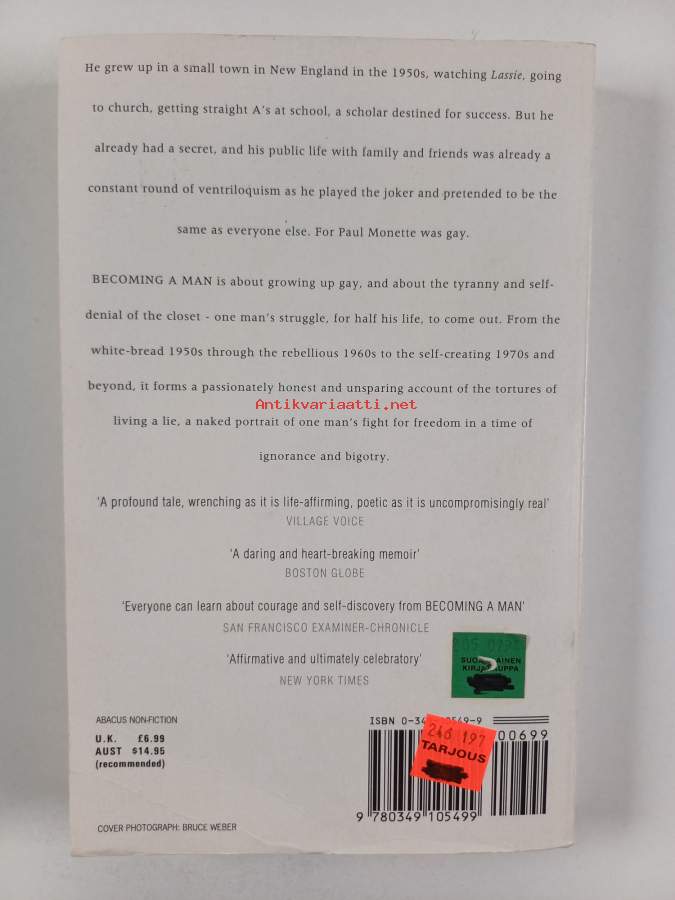 He grew up in a small town in New England in the 1950s, watching Lassie, going
to church, getting straight A's at school, a scholar destined for success. But he
already had a secret, and his public life with family and friends was already a
constant round of ventriloquism as he played the joker and pretended to be the
same as everyone else. For Paul Monette was gay.
BECOMING A MAN is about growing up gay, and about the tyranny and self-
denial of the closet - one man's struggle, for half his life, to come out. From the
white-bread 1950s through the rebellious 1960s to the self-creating 1970s and
beyond, it forms a passionately honest and unsparing account of the tortures of
Antikvariaatti.net
living a lie, a naked portrait of one man's fight for freedom in a time of
ignorance and bigotry.
'A profound tale, wrenching as it is life-affirming, poetic as it is uncompromisingly real'
VILLAGE VOICE
'A daring and heart-breaking memoir'
BOSTON GLOBE
'Everyone can learn about courage and self-discovery from BECOMING A MAN'
SAN FRANCISCO EXAMINER-CHRONICLE
'Affirmative and ultimately celebratory'
NEW YORK TIMES
ABACUS NON-FICTION
U.K. £6.99
AUST $14.95
(recommended)
COVER PHOTOGRAPH: BRUCE WEBER
ISBN 0-34
49-9
246 197
TARJOUS
00699
9 780349 105499